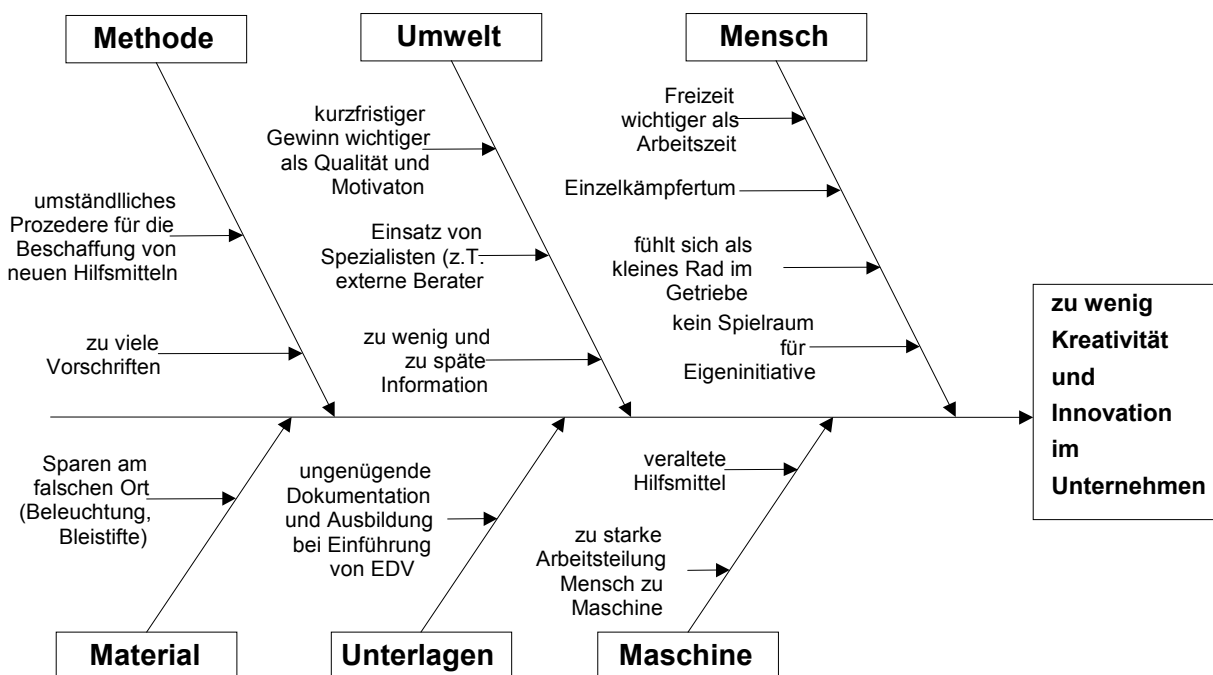 Methode
Umwelt
Mensch
kurzfristiger
Gewinn wichtiger
als Qualität und
Motivaton
Freizeit
wichtiger als
Arbeitszeit
Einzelkämpfertum
umständlliches
Prozedere für die
Beschaffung von
neuen Hilfsmitteln
Einsatz von
Spezialisten (z.T.
externe Berater
fühlt sich als
kleines Rad im
Getriebe
zu viele
Vorschriften
zu wenig und
zu späte
Information
kein Spielraum
für
Eigeninitiative
zu wenig
Kreativität
und
Innovation
im
Unternehmen
Sparen am
falschen Ort
(Beleuchtung,
Bleistifte)
ungenügende
Dokumentation
und Ausbildung
bei Einführung
von EDV
veraltete
Hilfsmittel
zu starke
Arbeitsteilung
Mensch zu
Maschine
Material
Unterlagen
Maschine